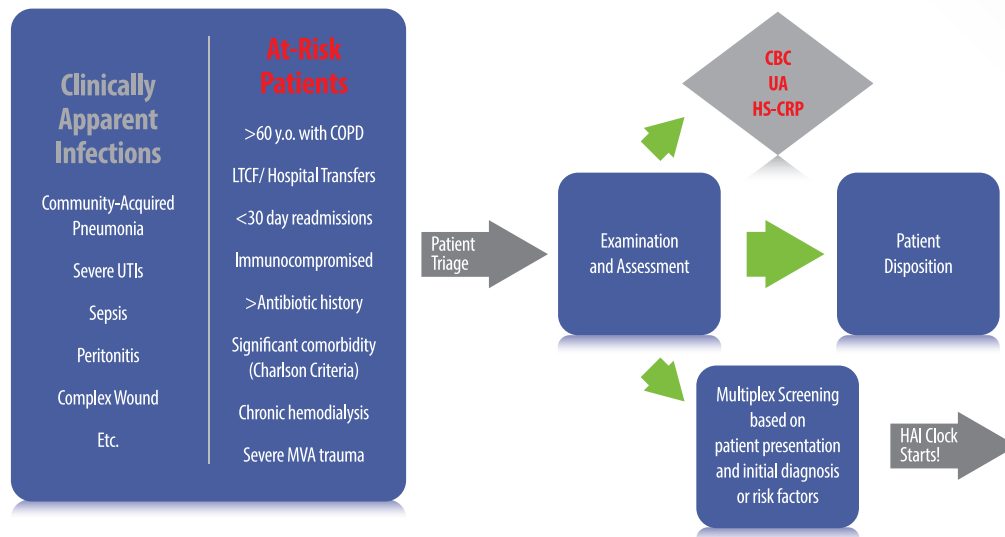 Clinically
Apparent
Infections
Community-Acquired
Pneumonia
Severe UTIs
Sepsis
Peritonitis
Complex Wound
Etc.
At-Risk
Patients
>60 y.o. with COPD
LTCF/ Hospital Transfers
<30 day readmissions
Immunocompromised
>Antibiotic history
Significant comorbidity
(Charlson Criteria)
Chronic hemodialysis
Severe MVA trauma
Patient
Triage
Examination
and Assessment
CBC
UA
HS-CRP
Patient
Disposition
Multiplex Screening
based on
patient presentation
and initial diagnosis
or risk factors
HAI Clock
Starts!